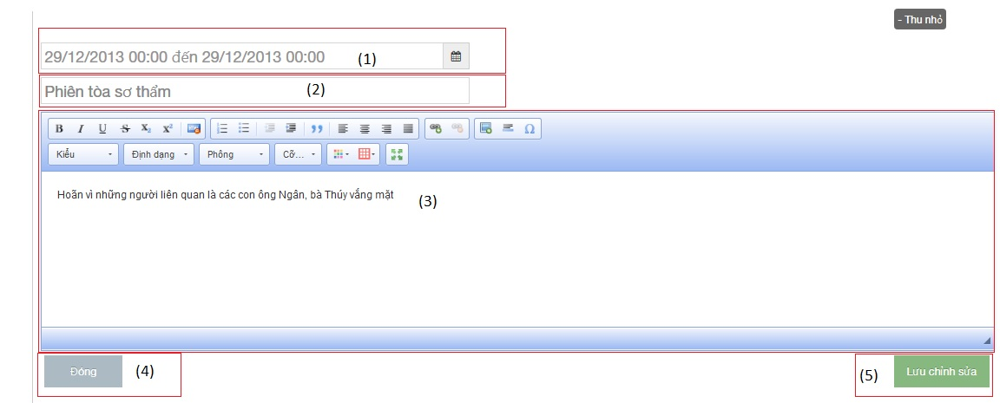 - Thu nhỏ
29/12/2013 00:00 đến 29/12/2013 00:00 (1)
Phiên tòa sơ thẩm (2)
B I U S X₂ X² Ω
Kiểu Định dạng Phông Cỡ...
Hoãn vì những người liên quan là các con ông Ngân, bà Thúy vắng mặt (3)
Đóng (4) (5) Lưu chỉnh sửa